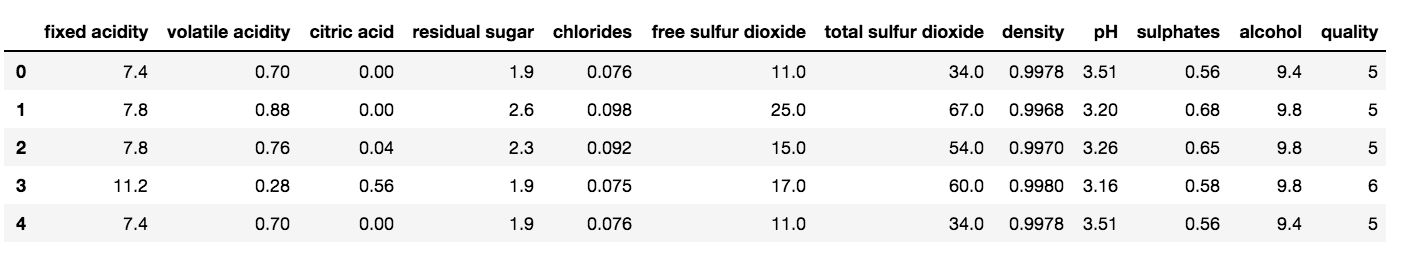 fixed acidity volatile acidity citric acid residual sugar chlorides free sulfur dioxide total sulfur dioxide density pH sulphates alcohol quality
0 7.4 0.70 0.00 1.9 0.076 11.0 34.0 0.9978 3.51 0.56 9.4 5
1 7.8 0.88 0.00 2.6 0.098 25.0 67.0 0.9968 3.20 0.68 9.8 5
2 7.8 0.76 0.04 2.3 0.092 15.0 54.0 0.9970 3.26 0.65 9.8 5
3 11.2 0.28 0.56 1.9 0.075 17.0 60.0 0.9980 3.16 0.58 9.8 6
4 7.4 0.70 0.00 1.9 0.076 11.0 34.0 0.9978 3.51 0.56 9.4 5